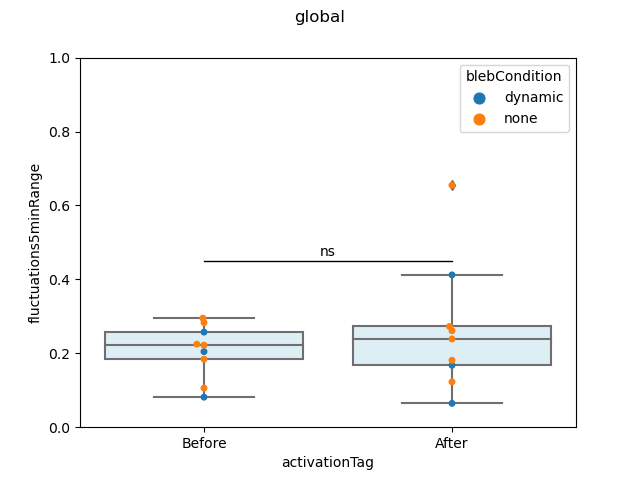 global
1.0
0.8
0.6
0.4
0.2
0.0
fluctuations5minRange
blebCondition
dynamic
none
ns
Before
After
activationTag